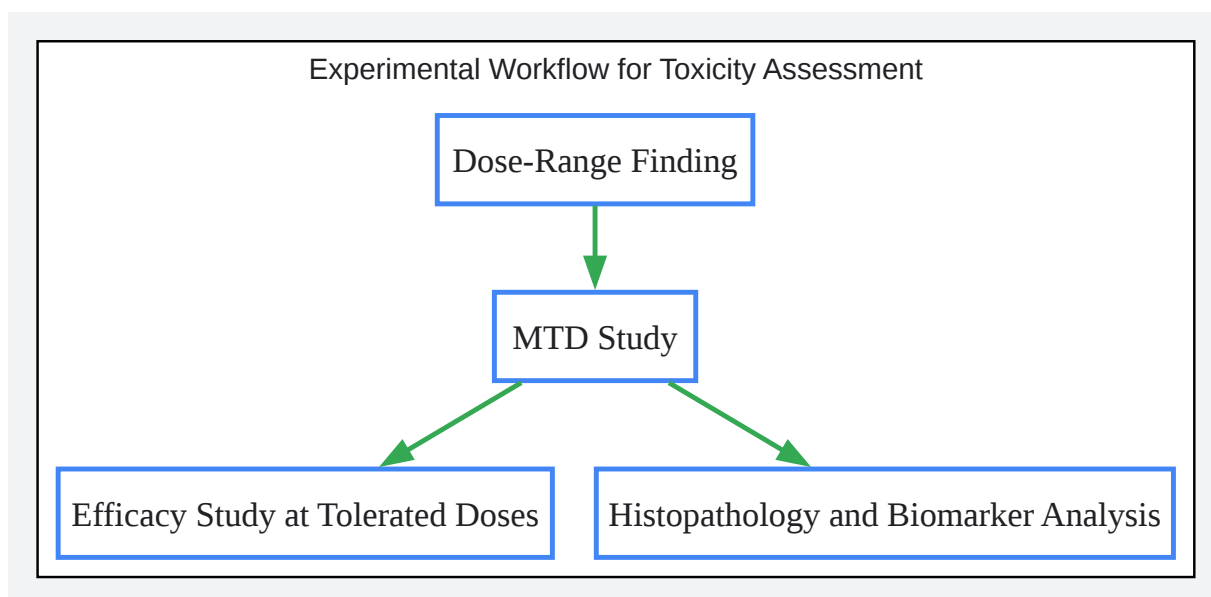 Experimental Workflow for Toxicity Assessment
Dose-Range Finding
MTD Study
Efficacy Study at Tolerated Doses
Histopathology and Biomarker Analysis